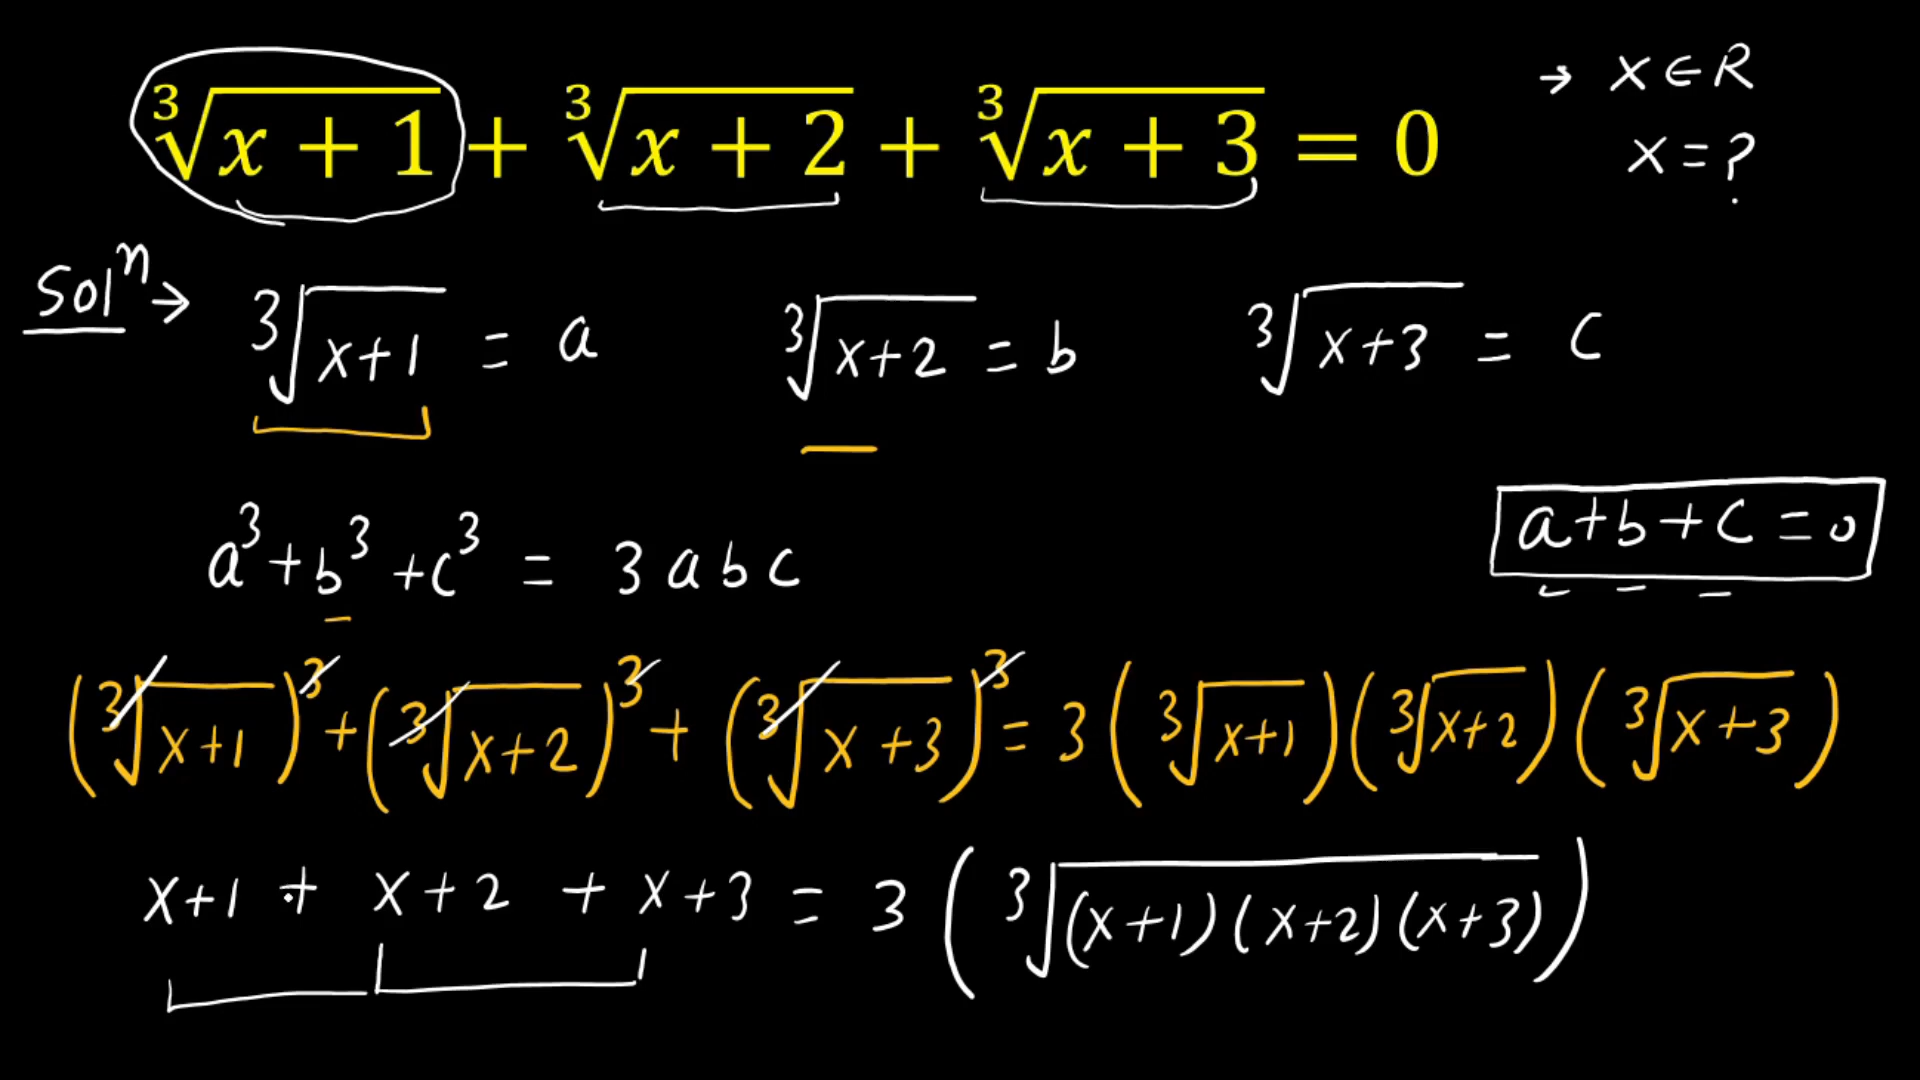 ∛(x + 1) + ∛(x + 2) + ∛(x + 3) = 0
→ x ∈ R
x = ?
Solⁿ → ∛(x+1) = a ∛(x+2) = b ∛(x+3) = c
a³ + b³ + c³ = 3abc
a + b + c = 0
(∛(x+1))³ + (∛(x+2))³ + (∛(x+3))³ = 3(∛(x+1))(∛(x+2))(∛(x+3))
x+1 + x+2 + x+3 = 3(∛((x+1)(x+2)(x+3)))